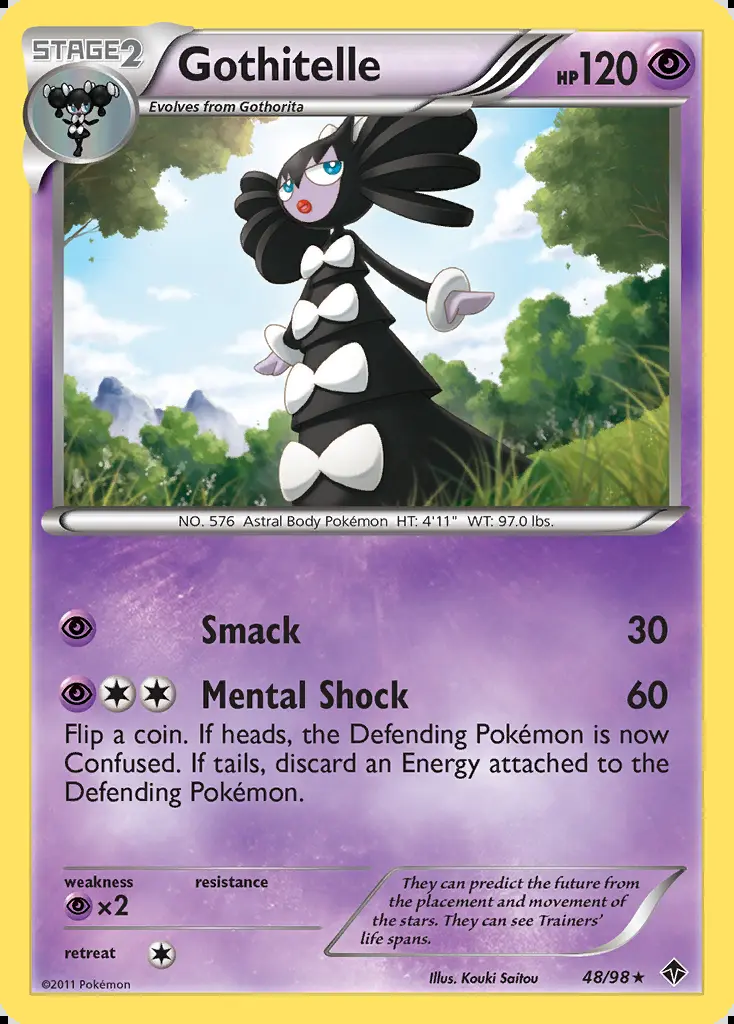 STAGE2
Gothitelle
HP120
Evolves from Gothorita
NO. 576 Astral Body Pokémon HT: 4'11" WT: 97.0 lbs.
Smack 30
Mental Shock 60
Flip a coin. If heads, the Defending Pokémon is now
Confused. If tails, discard an Energy attached to the
Defending Pokémon.
weakness
resistance
×2
They can predict the future from
the placement and movement of
the stars. They can see Trainers'
life spans.
retreat
©2011 Pokémon
Illus. Kouki Saitou
48/98★